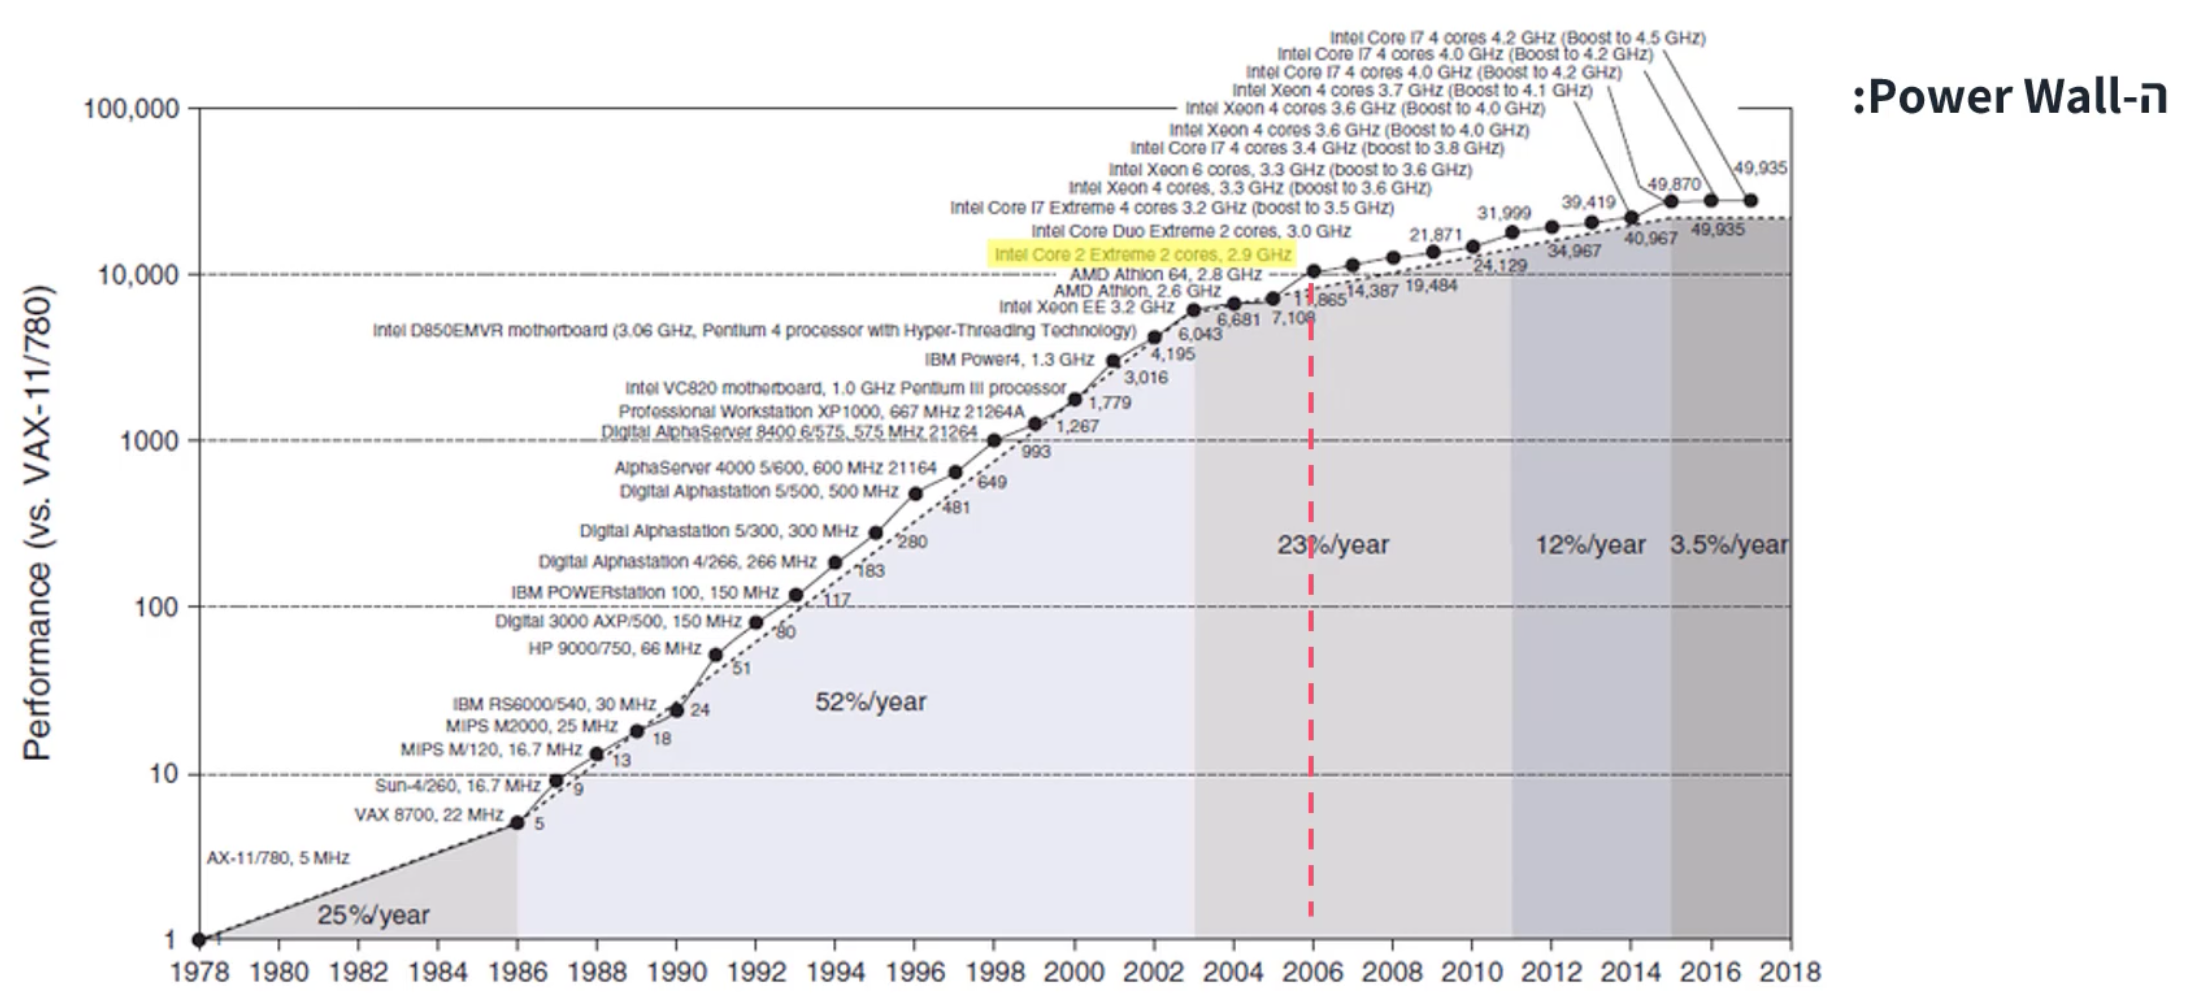 ה-Power Wall:
Intel Core i7 4 cores 4.2 GHz (Boost to 4.5 GHz)
Intel Core i7 4 cores 4.0 GHz (Boost to 4.2 GHz)
Intel Core i7 4 cores 4.0 GHz (Boost to 4.2 GHz)
Intel Xeon 4 cores 3.7 GHz (Boost to 4.1 GHz)
Intel Xeon 4 cores 3.6 GHz (Boost to 4.0 GHz)
Intel Xeon 4 cores 3.6 GHz (Boost to 4.0 GHz)
Intel Core i7 4 cores 3.4 GHz (boost to 3.8 GHz)
Intel Xeon 6 cores, 3.3 GHz (boost to 3.6 GHz)
Intel Xeon 4 cores, 3.3 GHz (boost to 3.6 GHz)
Intel Core i7 Extreme 4 cores 3.2 GHz (boost to 3.5 GHz)
Intel Core Duo Extreme 2 cores, 3.0 GHz
Intel Core 2 Extreme 2 cores, 2.9 GHz
AMD Athlon 64, 2.8 GHz
AMD Athlon, 2.6 GHz
Intel Xeon EE 3.2 GHz
Intel D850EMVR motherboard (3.06 GHz, Pentium 4 processor with Hyper-Threading Technology)
IBM Power4, 1.3 GHz
Intel VC820 motherboard, 1.0 GHz Pentium III processor
Professional Workstation XP1000, 667 MHz 21264A
Digital AlphaServer 8400 6/575, 575 MHz 21264
AlphaServer 4000 5/600, 600 MHz 21164
Digital Alphastation 5/500, 500 MHz
Digital Alphastation 5/300, 300 MHz
Digital Alphastation 4/266, 266 MHz
IBM POWERstation 100, 150 MHz
Digital 3000 AXP/500, 150 MHz
HP 9000/750, 66 MHz
IBM RS6000/540, 30 MHz
MIPS M2000, 25 MHz
MIPS M/120, 16.7 MHz
Sun-4/260, 16.7 MHz
VAX 8700, 22 MHz
AX-11/780, 5 MHz
49,935
49,870
49,935
39,419
40,967
31,999
34,967
21,871
24,129
19,484
14,387
11,865
7,108
6,681
6,043
4,195
3,016
1,779
1,267
993
649
481
280
183
117
80
51
24
18
13
9
5
1
25%/year
52%/year
23%/year
12%/year
3.5%/year
Performance (vs. VAX-11/780)
100,000
10,000
1000
100
10
1
1978 1980 1982 1984 1986 1988 1990 1992 1994 1996 1998 2000 2002 2004 2006 2008 2010 2012 2014 2016 2018